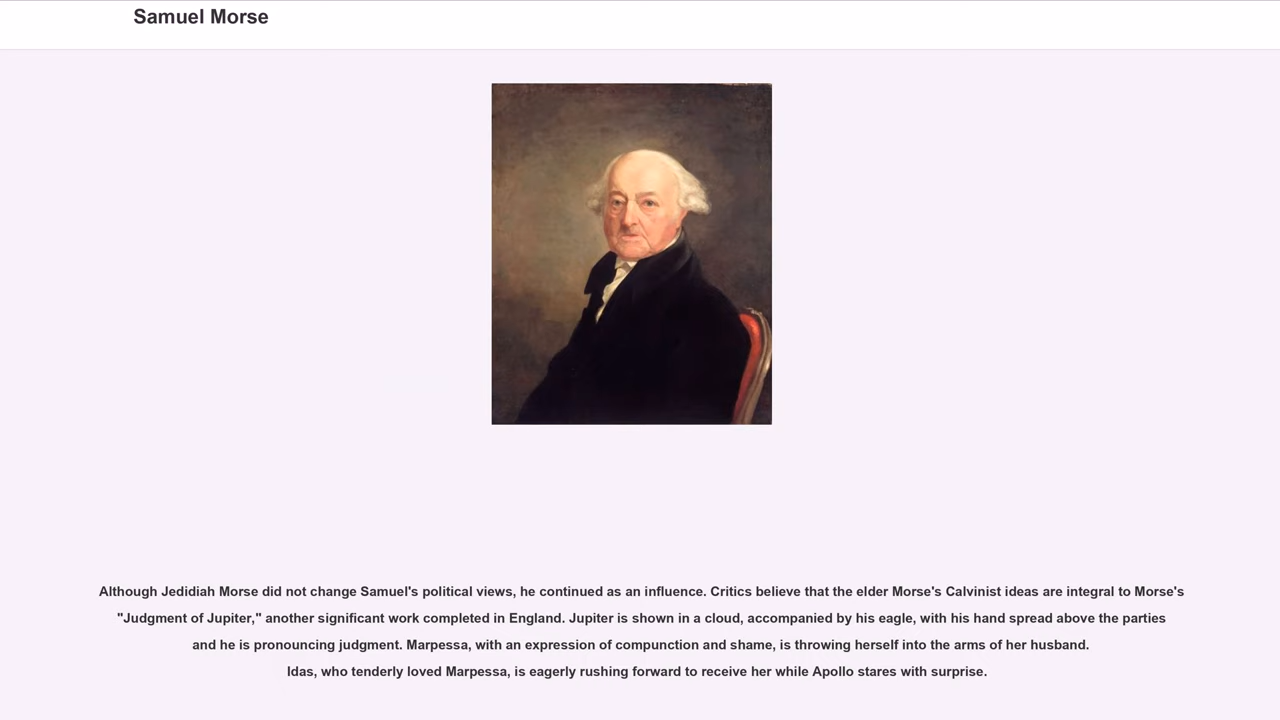 Samuel Morse
Although Jedidiah Morse did not change Samuel's political views, he continued as an influence. Critics believe that the elder Morse's Calvinist ideas are integral to Morse's
"Judgment of Jupiter," another significant work completed in England. Jupiter is shown in a cloud, accompanied by his eagle, with his hand spread above the parties
and he is pronouncing judgment. Marpessa, with an expression of compunction and shame, is throwing herself into the arms of her husband.
Idas, who tenderly loved Marpessa, is eagerly rushing forward to receive her while Apollo stares with surprise.